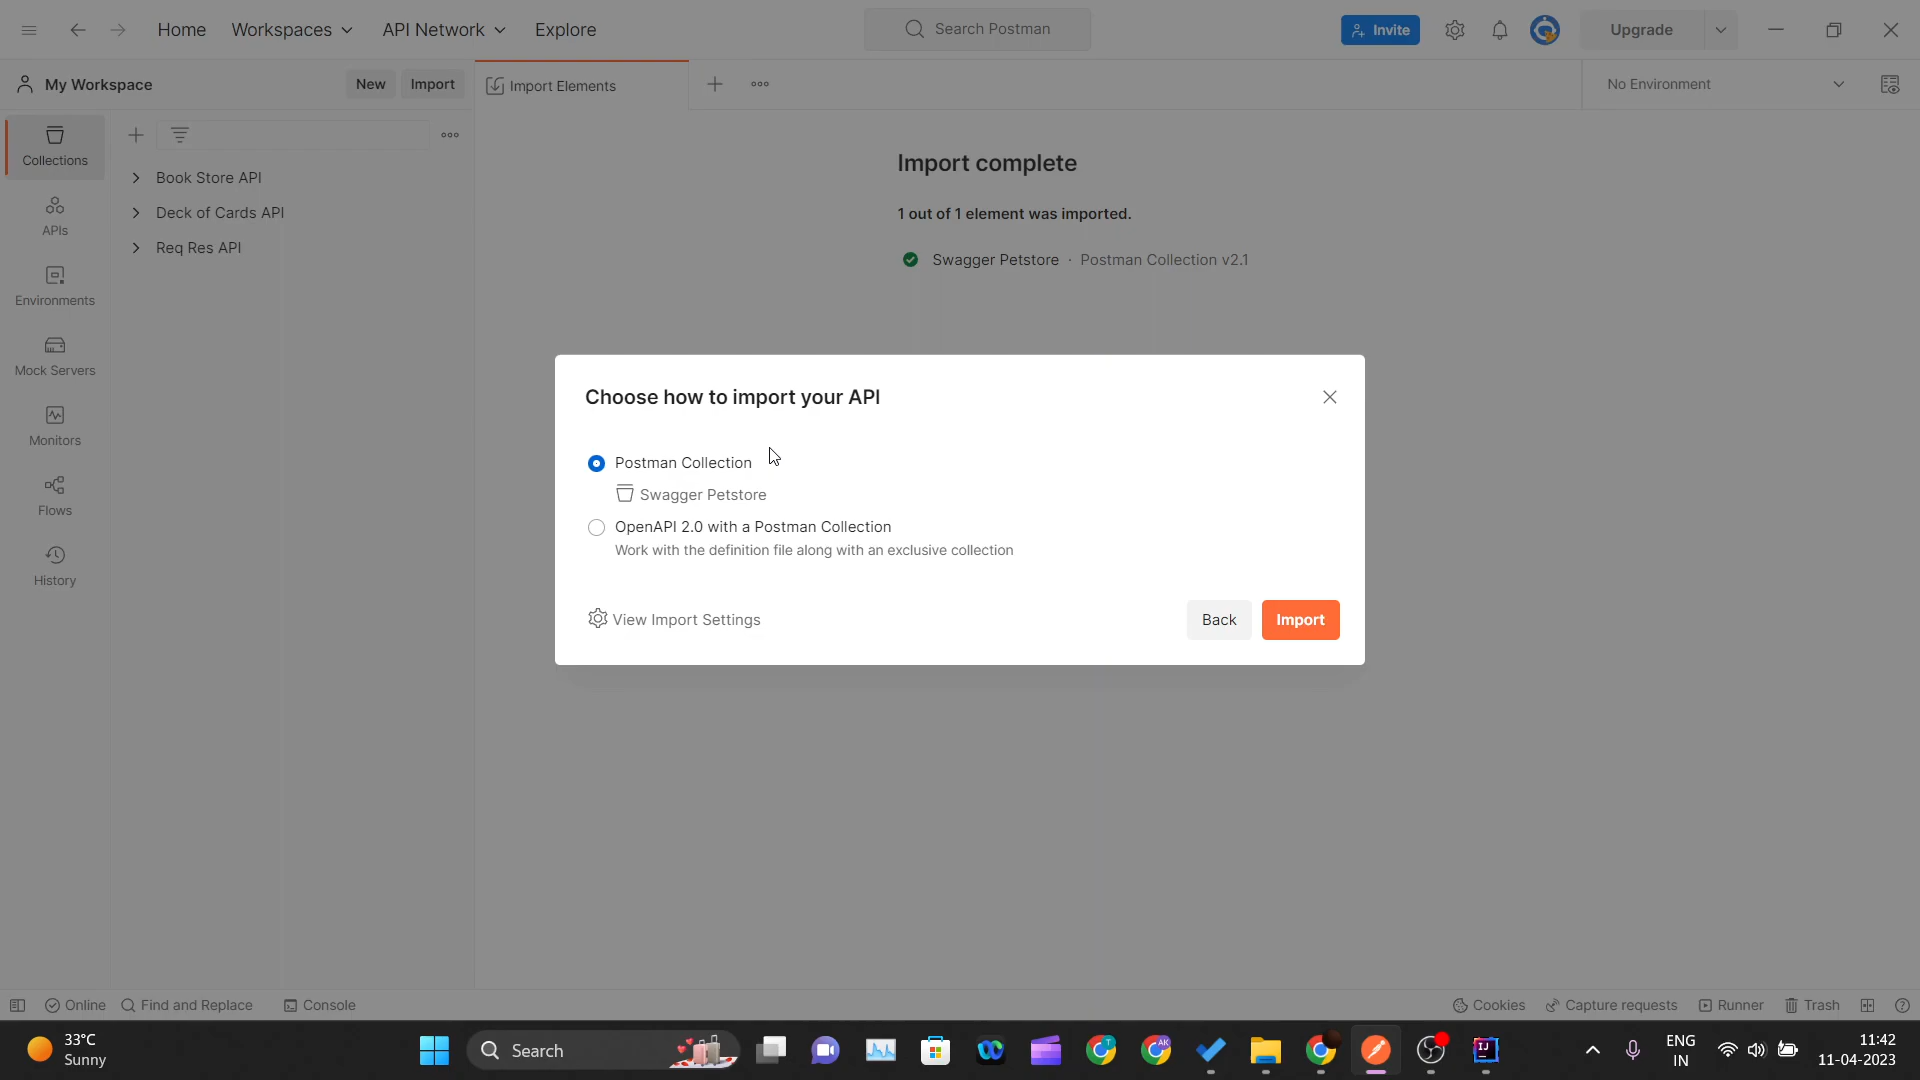 Home Workspaces API Network Explore Search Postman Invite Upgrade
My Workspace New Import Import Elements No Environment
Collections
APIs
Environments
Mock Servers
Monitors
Flows
History
Book Store API
Deck of Cards API
Req Res API
Import complete
1 out of 1 element was imported.
Swagger Petstore · Postman Collection v2.1
Choose how to import your API
Postman Collection
Swagger Petstore
OpenAPI 2.0 with a Postman Collection
Work with the definition file along with an exclusive collection
View Import Settings Back Import
Online Find and Replace Console Cookies Capture requests Runner Trash
33°C
Sunny
Search
T
AK
IJ
ENG
IN
11:42
11-04-2023